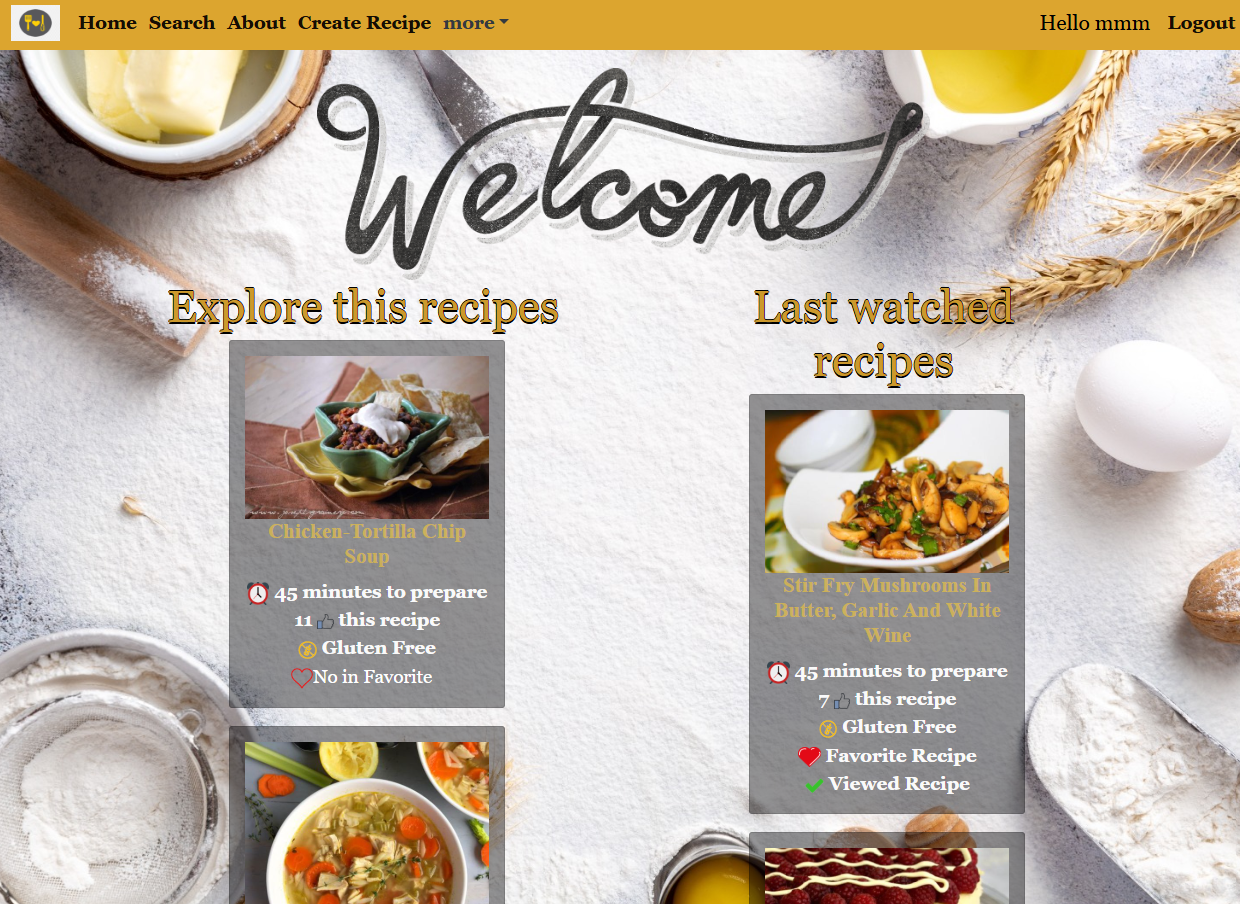 Home Search About Create Recipe more Hello mmm Logout
Welcome
Explore this recipes
Chicken-Tortilla Chip
Soup
45 minutes to prepare
11 this recipe
Gluten Free
No in Favorite
Last watched
recipes
Stir Fry Mushrooms In
Butter, Garlic And White
Wine
45 minutes to prepare
7 this recipe
Gluten Free
Favorite Recipe
Viewed Recipe